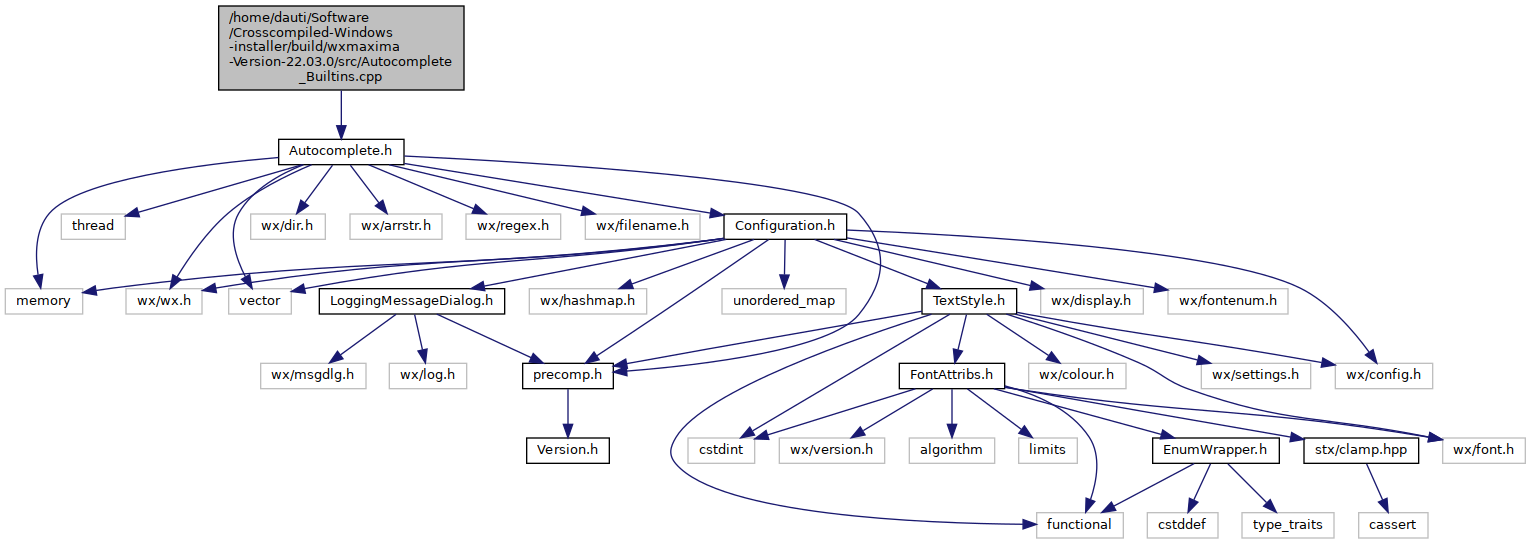 /home/dauti/Software
/Crosscompiled-Windows
-installer/build/wxmaxima
-Version-22.03.0/src/Autocomplete
_Builtins.cpp
Autocomplete.h
thread
wx/dir.h
wx/arrstr.h
wx/regex.h
wx/filename.h
Configuration.h
memory
wx/wx.h
vector
LoggingMessageDialog.h
wx/hashmap.h
unordered_map
TextStyle.h
wx/display.h
wx/fontenum.h
wx/msgdlg.h
wx/log.h
precomp.h
FontAttribs.h
wx/colour.h
wx/settings.h
wx/config.h
Version.h
cstdint
wx/version.h
algorithm
limits
EnumWrapper.h
stx/clamp.hpp
wx/font.h
functional
cstddef
type_traits
cassert